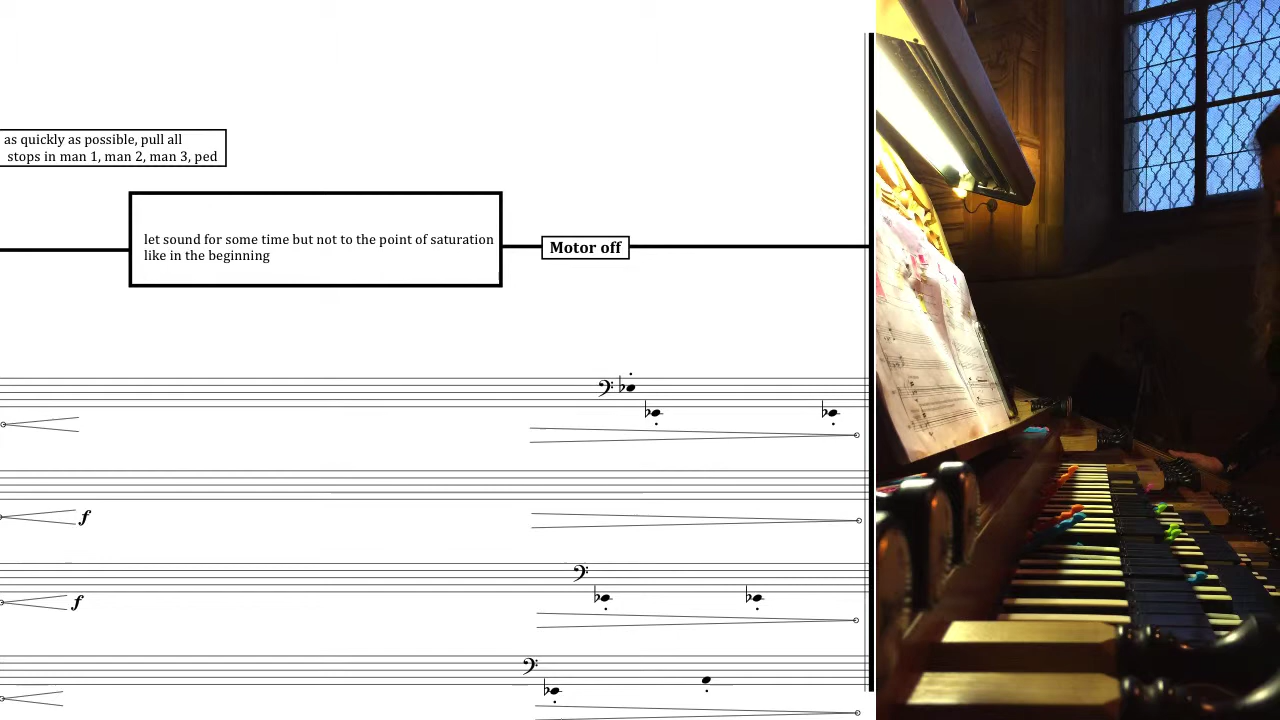 as quickly as possible, pull all
stops in man 1, man 2, man 3, ped
let sound for some time but not to the point of saturation
like in the beginning
Motor off
f
f